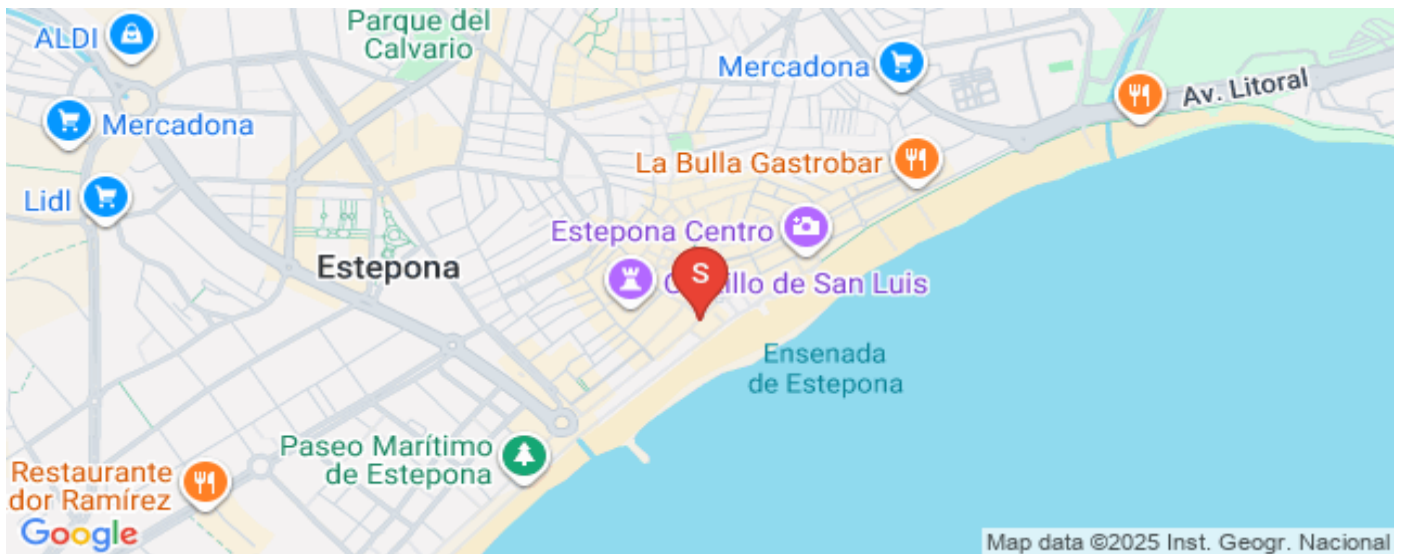 Parque del
Calvario
ALDI
Mercadona
Mercadona
Av. Litoral
La Bulla Gastrobar
Lidl
Estepona Centro
Estepona
S
C
illo de San Luis
Ensenada
de Estepona
Paseo Marítimo
de Estepona
Restaurante
dor Ramírez
Google
Map data ©2025 Inst. Geogr. Nacional